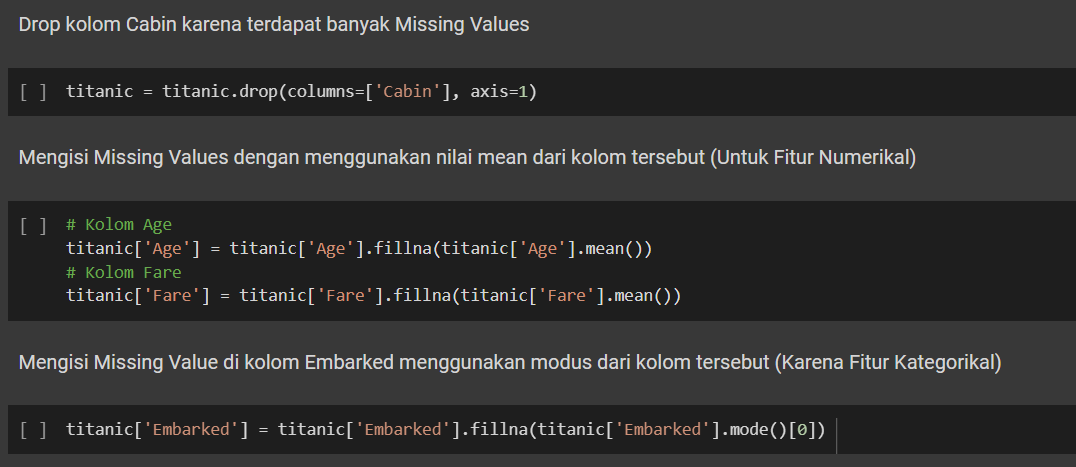 Drop kolom Cabin karena terdapat banyak Missing Values
[ ] titanic = titanic.drop(columns=['Cabin'], axis=1)
Mengisi Missing Values dengan menggunakan nilai mean dari kolom tersebut (Untuk Fitur Numerikal)
[ ] # Kolom Age
titanic['Age'] = titanic['Age'].fillna(titanic['Age'].mean())
# Kolom Fare
titanic['Fare'] = titanic['Fare'].fillna(titanic['Fare'].mean())
Mengisi Missing Value di kolom Embarked menggunakan modus dari kolom tersebut (Karena Fitur Kategorikal)
[ ] titanic['Embarked'] = titanic['Embarked'].fillna(titanic['Embarked'].mode()[0])